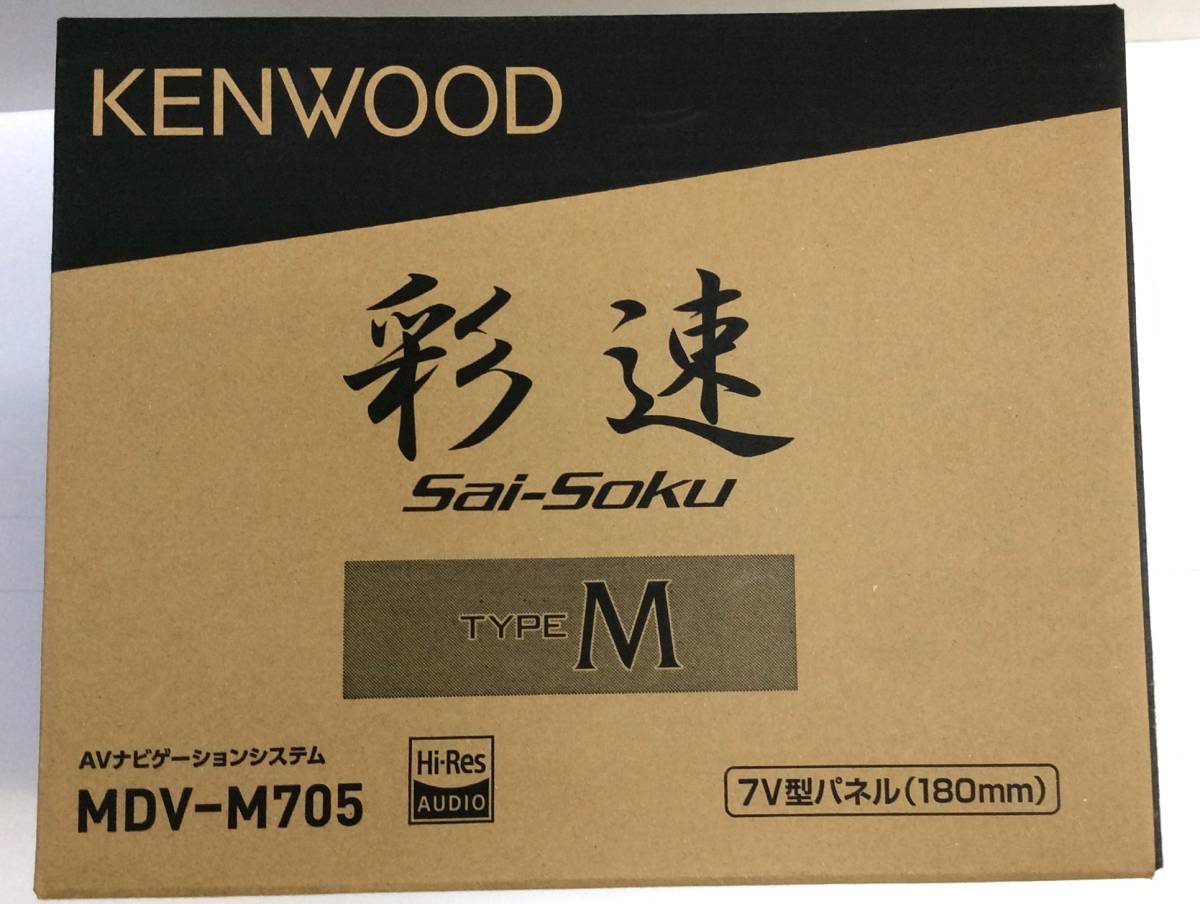 KENWOOD
彩速
Sai-Soku
TYPE M
AVナビゲーションシステム
MDV-M705
Hi-Res
AUDIO
7V型パネル(180mm)